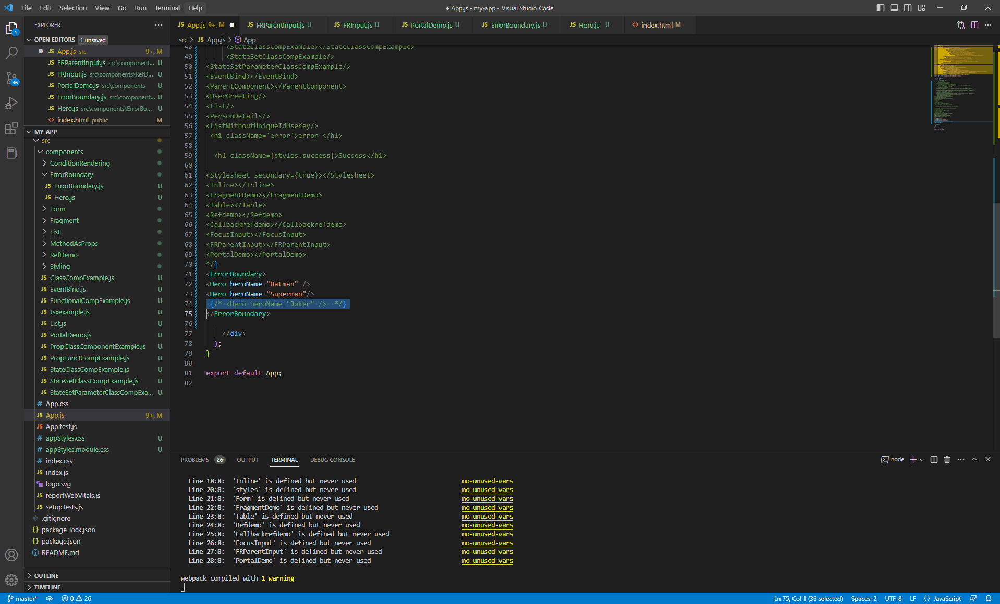 File Edit Selection View Go Run Terminal Help
● App.js - my-app - Visual Studio Code
EXPLORER
OPEN EDITORS 1 unsaved
JS App.js src 9+, M
JS FRParentInput.js src\component... U
JS FRInput.js src\components\RefD... U
JS PortalDemo.js src\components U
JS ErrorBoundary.js src\component... U
JS Hero.js src\components\ErrorBo... U
<> index.html public M
MY-APP
src
components
ConditionRendering
ErrorBoundary
JS ErrorBoundary.js U
JS Hero.js U
Form
Fragment
List
MethodAsProps
RefDemo
Styling
JS ClassCompExample.js U
JS EventBind.js U
JS FunctionalCompExample.js U
JS Jsxexample.js U
JS List.js U
JS PortalDemo.js U
JS PropClassComponentExample.js U
JS PropFunctCompExample.js U
JS StateClassCompExample.js U
JS StateSetClassCompExample.js U
JS StateSetParameterClassCompExa... U
# App.css
JS App.js 9+, M
JS App.test.js
# appStyles.css U
# appStyles.module.css U
# index.css
JS index.js
logo.svg
JS reportWebVitals.js
JS setupTests.js
.gitignore
{} package-lock.json
{} package.json
README.md
OUTLINE
TIMELINE
JS App.js 9+, M ●
JS FRParentInput.js U
JS FRInput.js U
JS PortalDemo.js U
JS ErrorBoundary.js U
JS Hero.js U
<> index.html M
src > JS App.js > App
48 <StateClassCompExample></StateClassCompExample>
49 <StateSetClassCompExample/>
50 <StateSetParameterClassCompExample/>
51 <EventBind></EventBind>
52 <ParentComponent></ParentComponent>
53 <UserGreeting/>
54 <List/>
55 <PersonDetails/>
56 <ListWithoutUniqueIdUseKey/>
57 <h1 className='error'>error </h1>
58
59 <h1 className={styles.success}>Success</h1>
60
61 <Stylesheet secondary={true}></Stylesheet>
62 <Inline></Inline>
63 <FragmentDemo></FragmentDemo>
64 <Table></Table>
65 <Refdemo></Refdemo>
66 <Callbackrefdemo></Callbackrefdemo>
67 <FocusInput></FocusInput>
68 <FRParentInput></FRParentInput>
69 <PortalDemo></PortalDemo>
70 */}
71 <ErrorBoundary>
72 <Hero heroName="Batman" />
73 <Hero heroName="Superman"/>
74 {/* <Hero heroName="Joker" /> */}
75 </ErrorBoundary>
76
77 </div>
78 );
79 }
80
81 export default App;
82
PROBLEMS 26 OUTPUT TERMINAL DEBUG CONSOLE
node
Line 18:8: 'Inline' is defined but never used no-unused-vars
Line 20:8: 'styles' is defined but never used no-unused-vars
Line 21:8: 'Form' is defined but never used no-unused-vars
Line 22:8: 'FragmentDemo' is defined but never used no-unused-vars
Line 23:8: 'Table' is defined but never used no-unused-vars
Line 24:8: 'Refdemo' is defined but never used no-unused-vars
Line 25:8: 'Callbackrefdemo' is defined but never used no-unused-vars
Line 26:8: 'FocusInput' is defined but never used no-unused-vars
Line 27:8: 'FRParentInput' is defined but never used no-unused-vars
Line 28:8: 'PortalDemo' is defined but never used no-unused-vars
webpack compiled with 1 warning
1
36
master* 0 26
Ln 75, Col 1 (36 selected) Spaces: 2 UTF-8 LF {} JavaScript